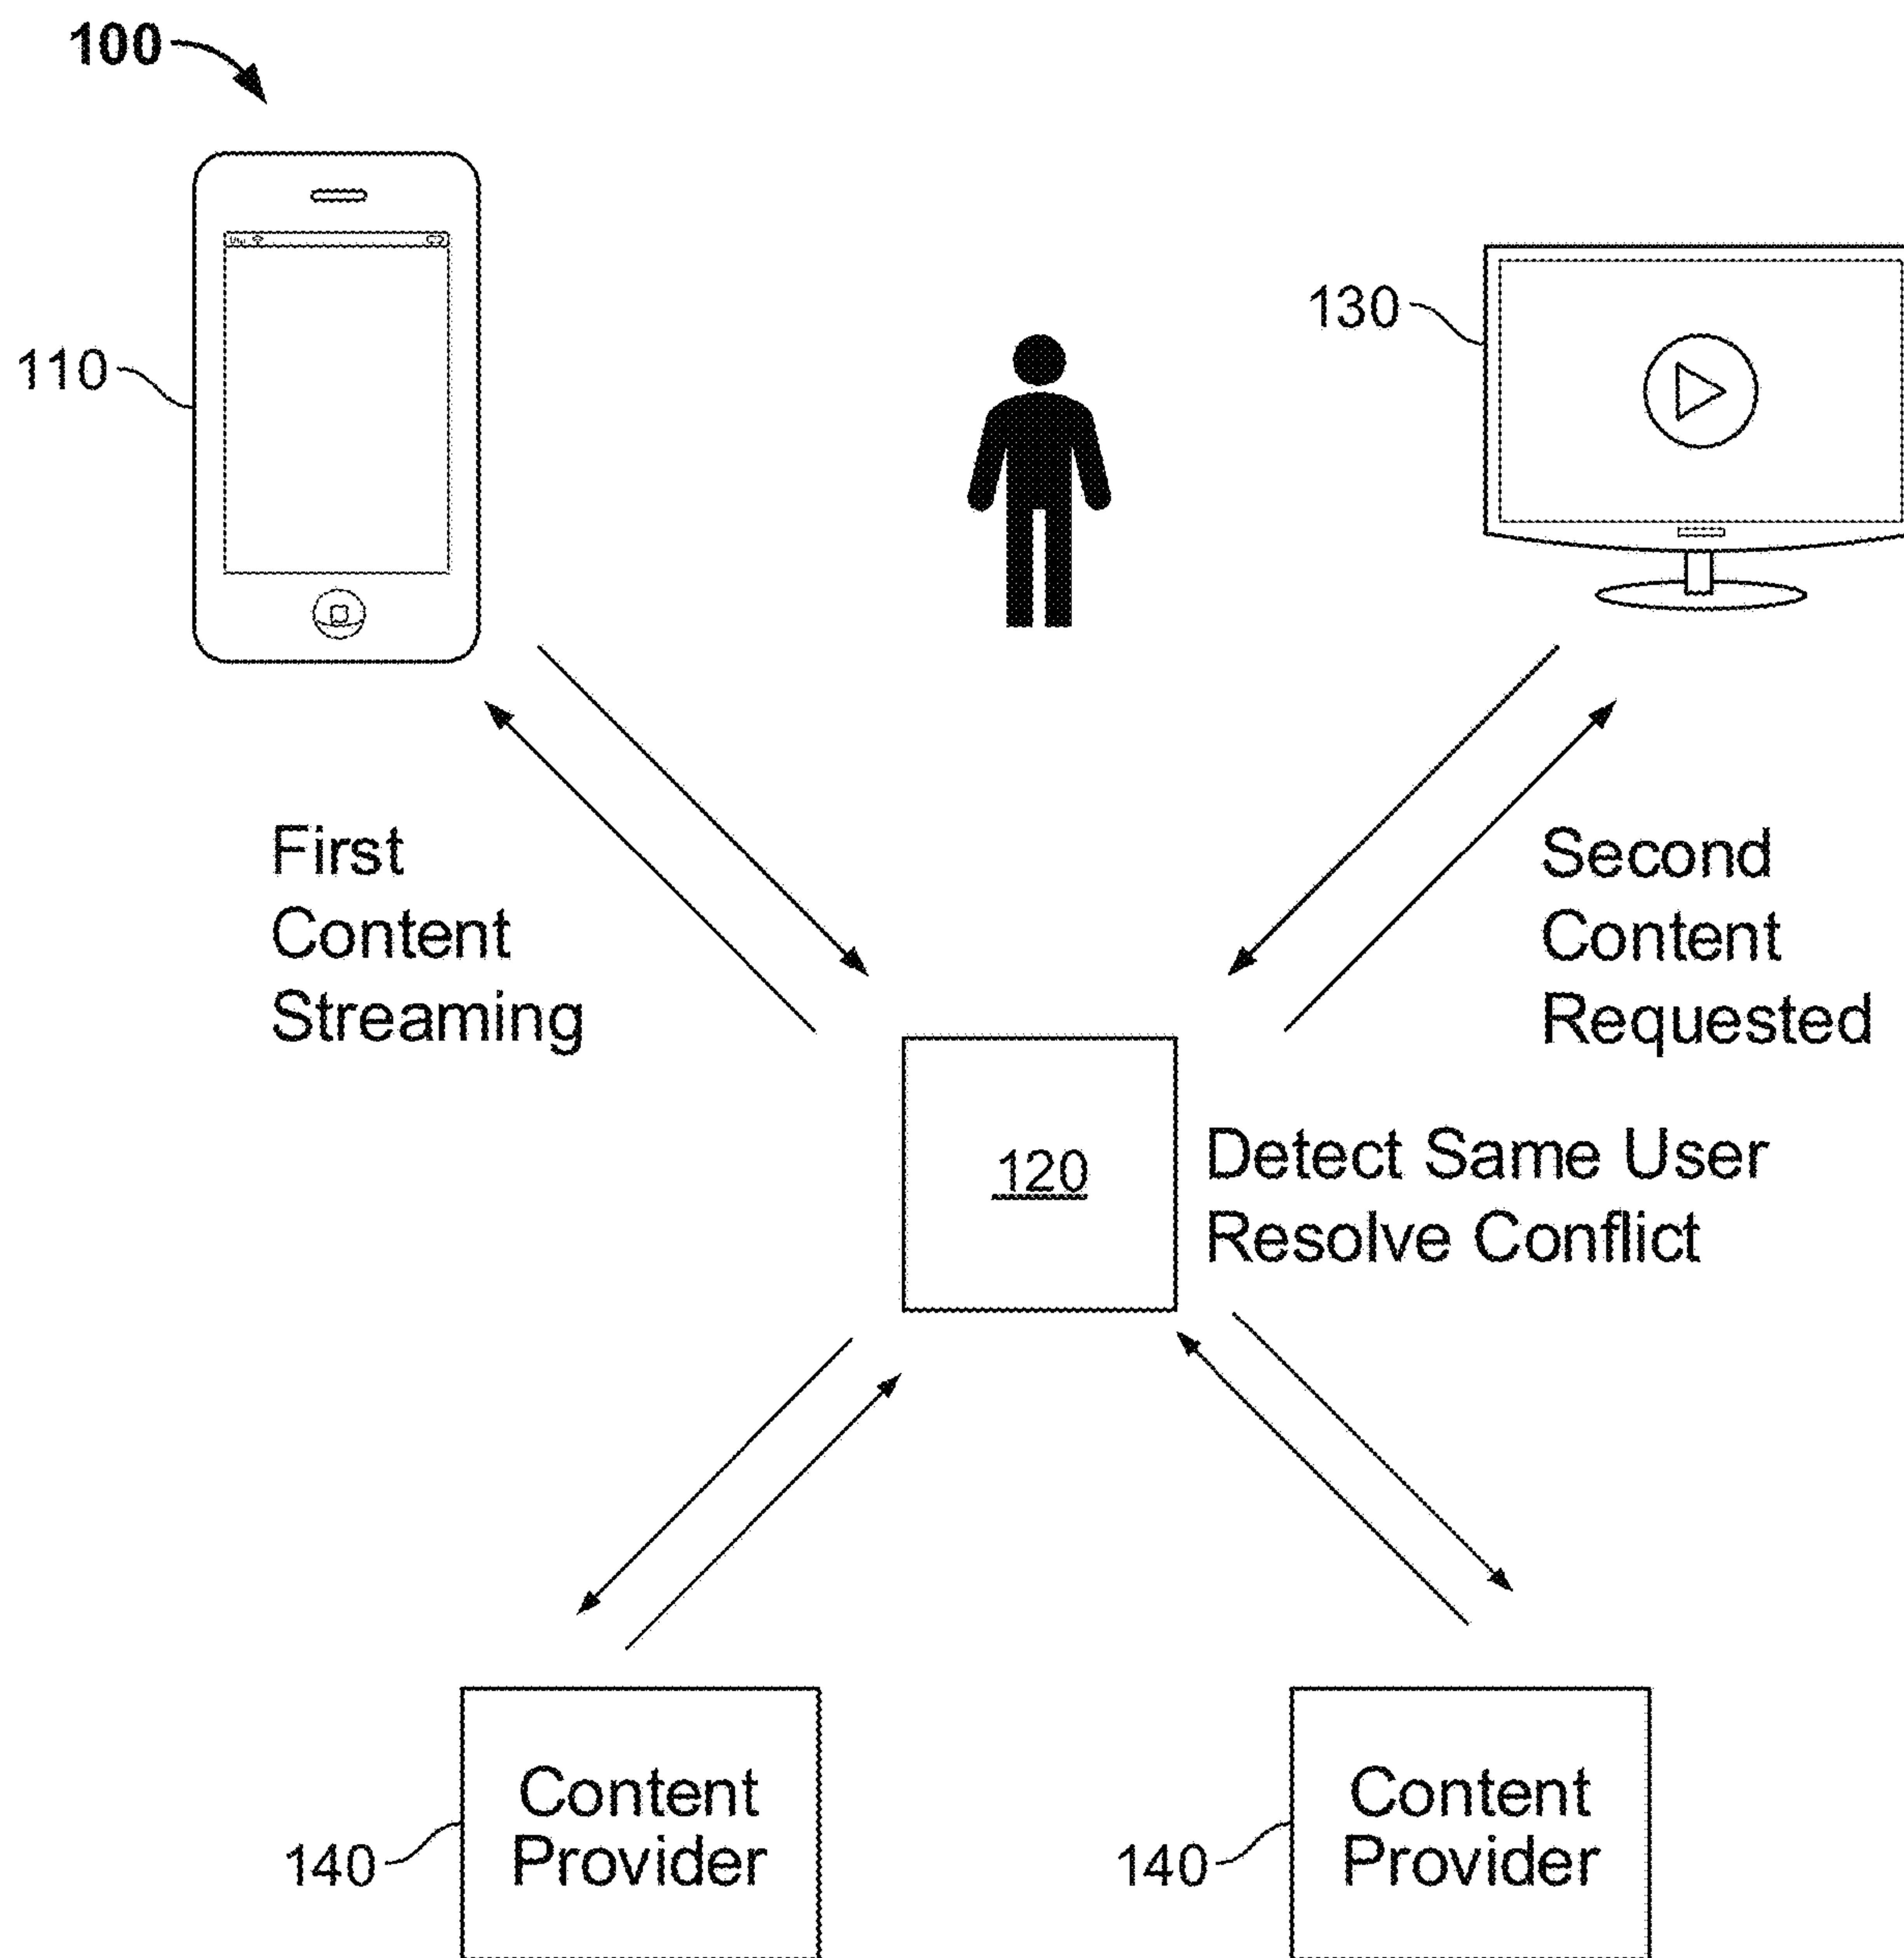 100
110
130
First
Content
Streaming
Second
Content
Requested
120
Detect Same User
Resolve Conflict
Content
Provider
140
Content
Provider
140